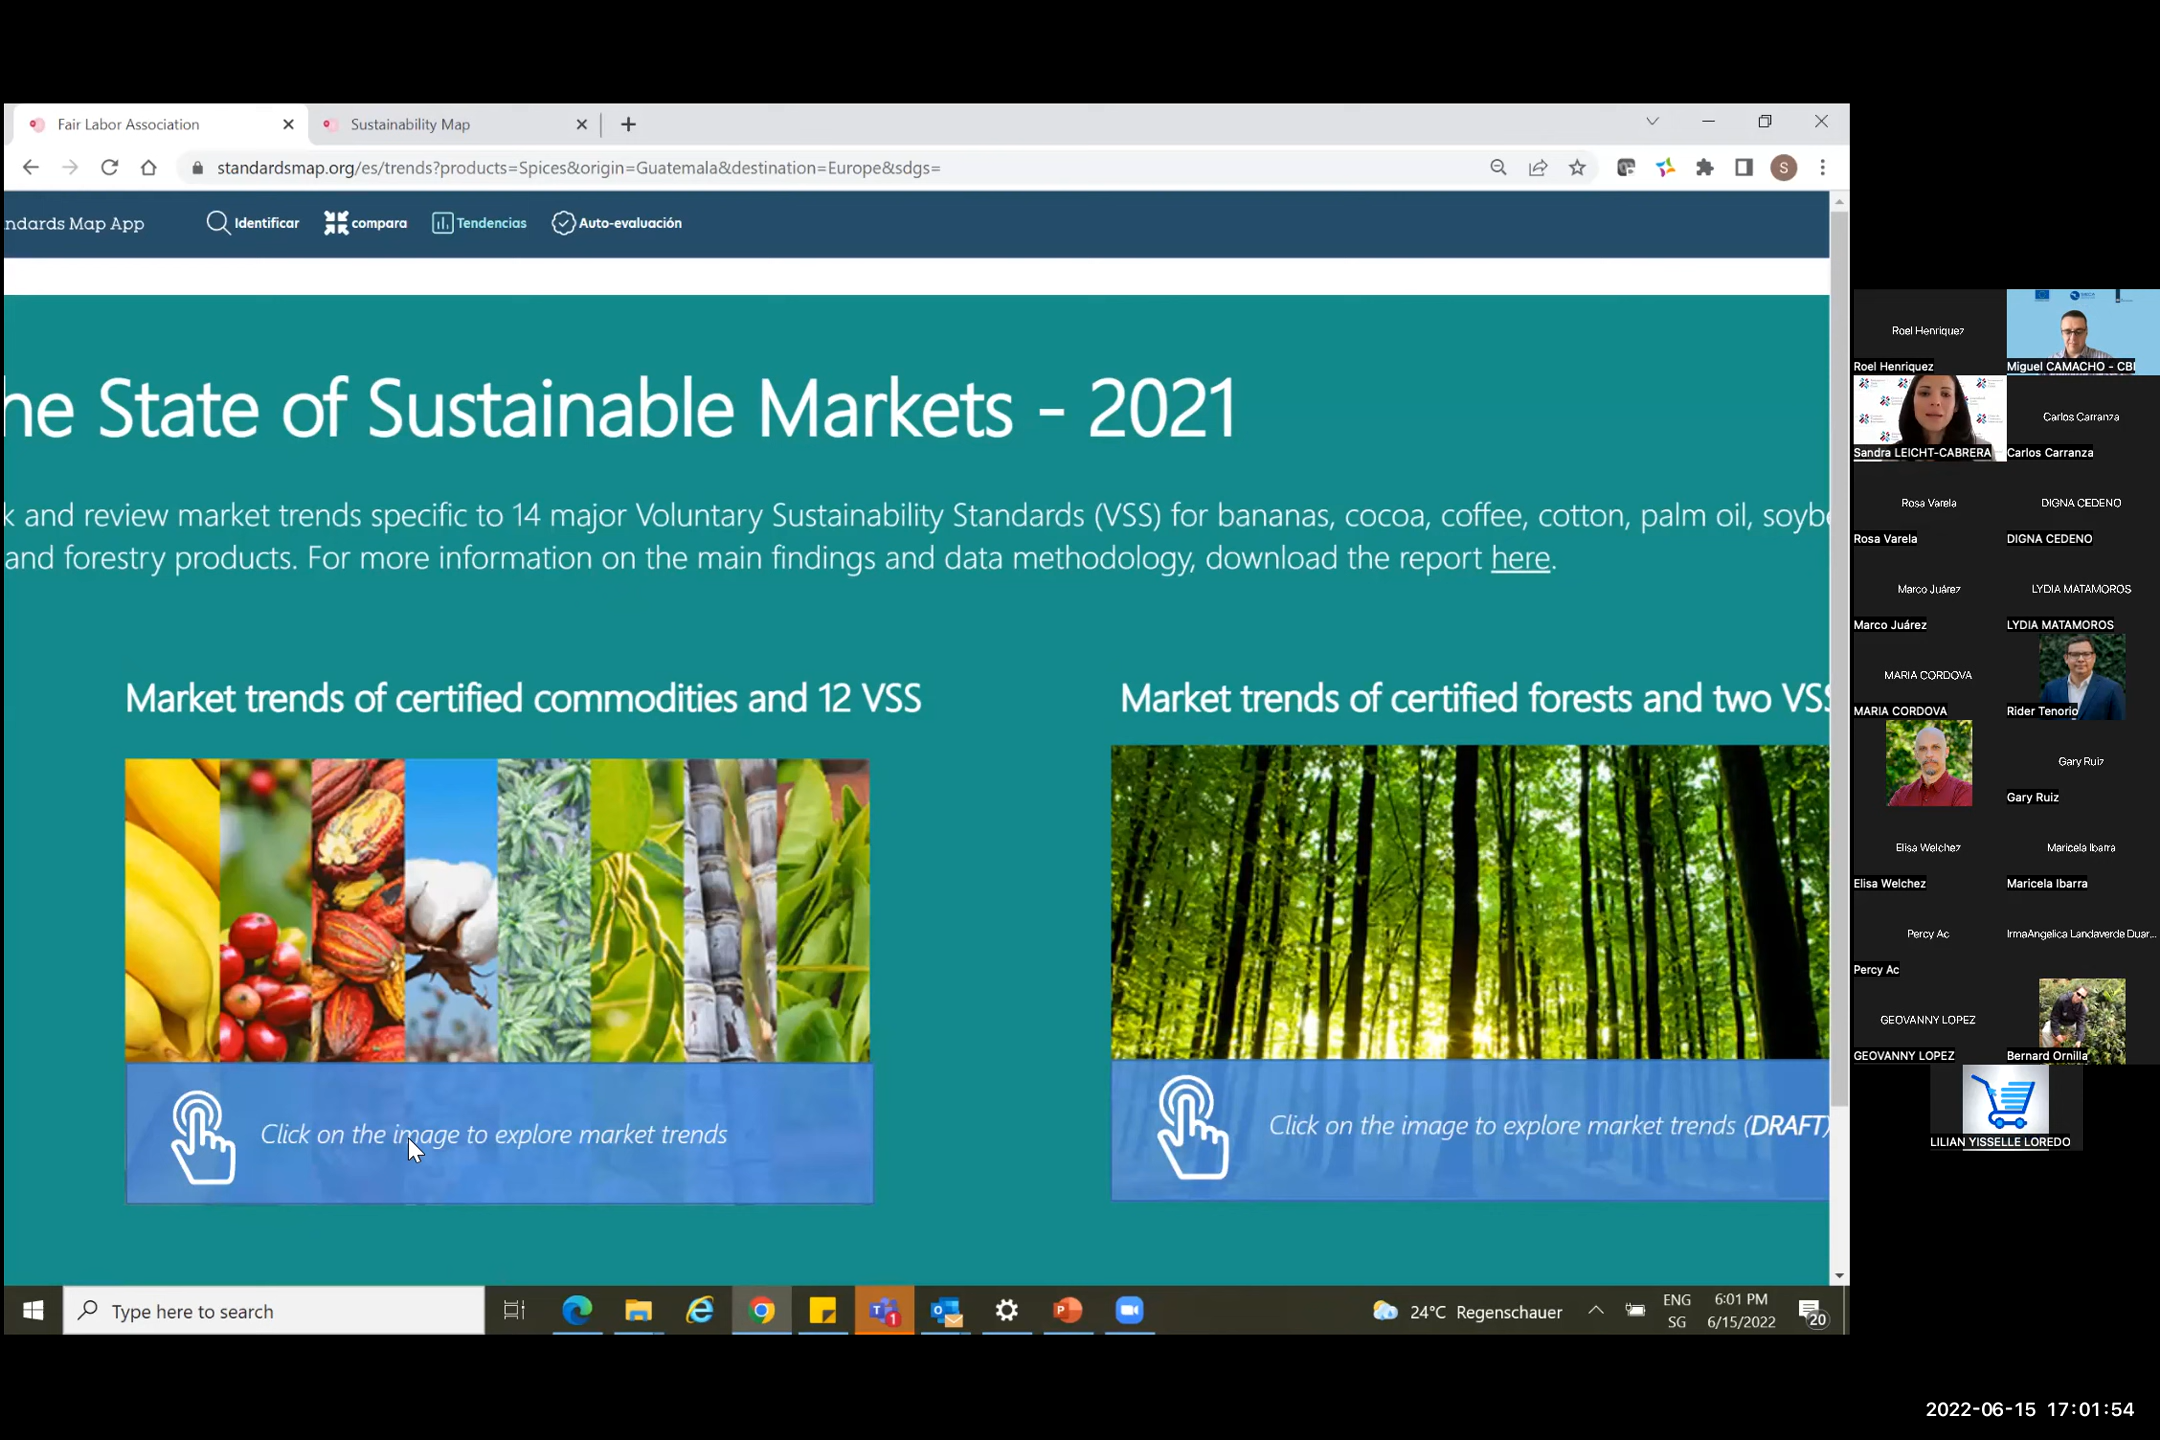 Fair Labor Association
Sustainability Map
standardsmap.org/es/trends?products=Spices&origin=Guatemala&destination=Europe&sdgs=
S
ndards Map App
Identificar
compara
Tendencias
Auto-evaluación
he State of Sustainable Markets - 2021
k and review market trends specific to 14 major Voluntary Sustainability Standards (VSS) for bananas, cocoa, coffee, cotton, palm oil, soybe
and forestry products. For more information on the main findings and data methodology, download the report here.
Market trends of certified commodities and 12 VSS
Market trends of certified forests and two VSS
Click on the image to explore market trends
Click on the image to explore market trends (DRAFT)
Type here to search
1
24°C Regenschauer
ENG
SG
6:01 PM
6/15/2022
20
Roel Henriquez
Roel Henriquez
Miguel CAMACHO - CBI
Sandra LEICHT-CABRERA
Carlos Carranza
Carlos Carranza
Rosa Varela
Rosa Varela
DIGNA CEDENO
DIGNA CEDENO
Marco Juárez
Marco Juárez
LYDIA MATAMOROS
LYDIA MATAMOROS
MARIA CORDOVA
MARIA CORDOVA
Rider Tenorio
Gary Ruiz
Gary Ruiz
Elisa Welchez
Elisa Welchez
Maricela Ibarra
Maricela Ibarra
Percy Ac
Percy Ac
IrmaAngelica Landaverde Duar...
GEOVANNY LOPEZ
GEOVANNY LOPEZ
Bernard Ornilla
LILIAN YISSELLE LOREDO
2022-06-15 17:01:54